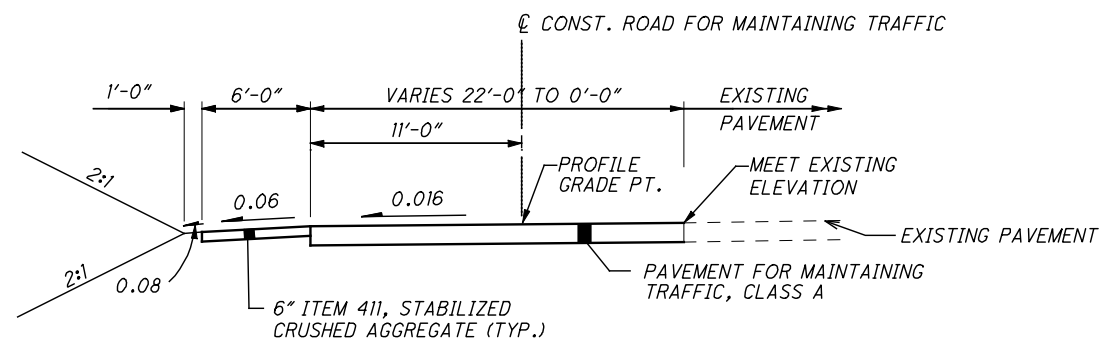 ℄ CONST. ROAD FOR MAINTAINING TRAFFIC
1'-0"
6'-0"
VARIES 22'-0" TO 0'-0"
EXISTING
PAVEMENT
11'-0"
PROFILE
GRADE PT.
MEET EXISTING
ELEVATION
2:1
0.06
0.016
EXISTING PAVEMENT
2:1
0.08
PAVEMENT FOR MAINTAINING
TRAFFIC, CLASS A
6" ITEM 411, STABILIZED
CRUSHED AGGREGATE (TYP.)